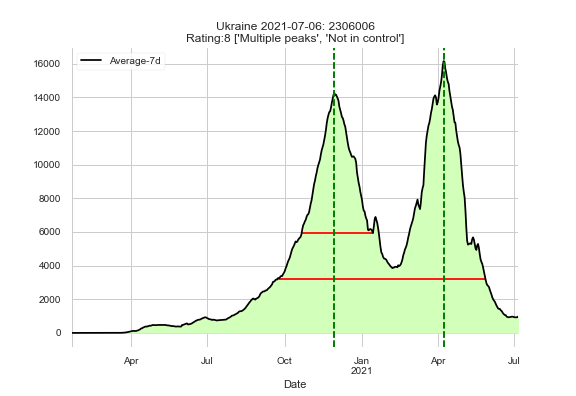 Ukraine 2021-07-06: 2306006
Rating:8 ['Multiple peaks', 'Not in control']
Average-7d
16000
14000
12000
10000
8000
6000
4000
2000
0
Apr
Jul
Oct
Jan
2021
Apr
Jul
Date